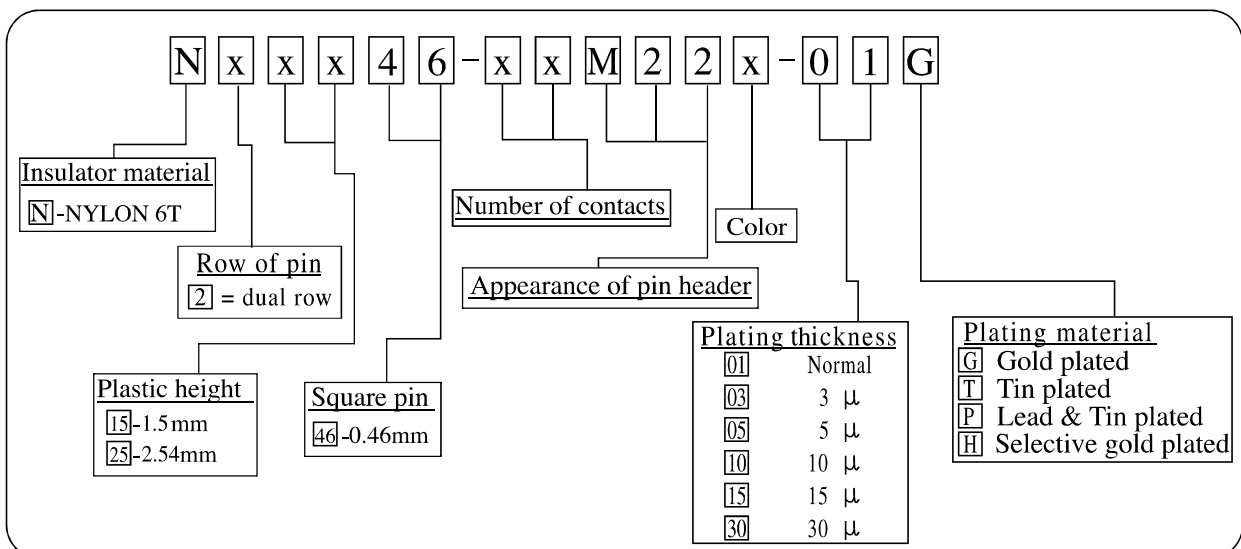 N x x x 4 6 - x x M 2 2 x - 0 1 G
Insulator material
N -NYLON 6T
Row of pin
2 = dual row
Plastic height
15 -1.5mm
25 -2.54mm
Square pin
46 -0.46mm
Number of contacts
Appearance of pin header
Color
Plating thickness
01 Normal
03 3 μ
05 5 μ
10 10 μ
15 15 μ
30 30 μ
Plating material
G Gold plated
T Tin plated
P Lead & Tin plated
H Selective gold plated